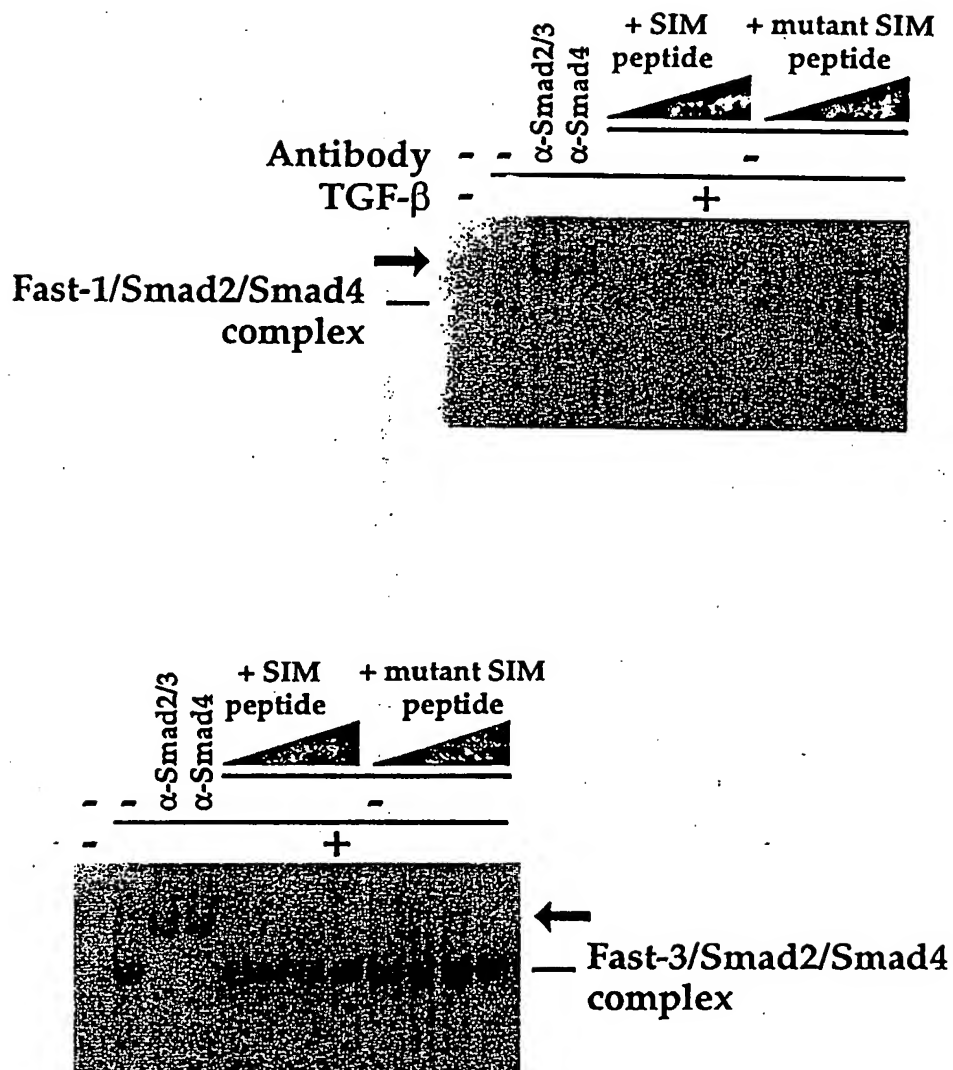 + SIM peptide
+ mutant SIM peptide
α-Smad2/3
α-Smad4
Antibody - - -
TGF-β - +
Fast-1/Smad2/Smad4
complex
+ SIM peptide
+ mutant SIM peptide
α-Smad2/3
α-Smad4
- - -
- +
Fast-3/Smad2/Smad4
complex